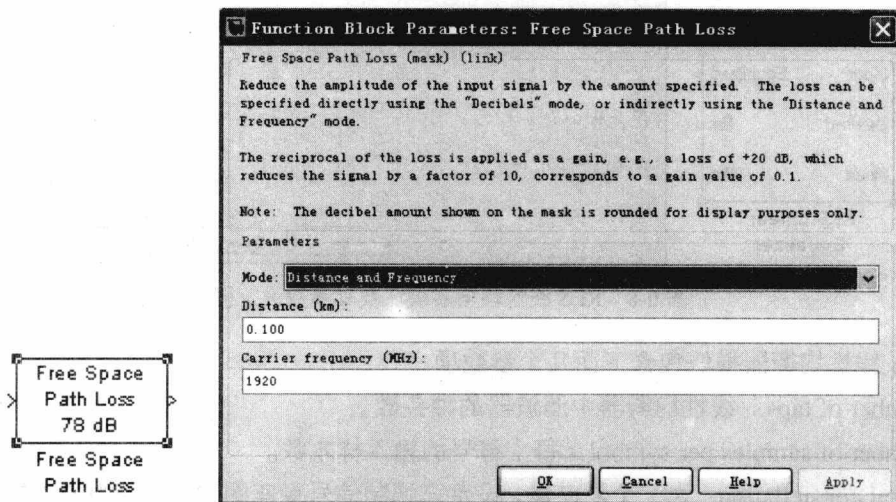 Function Block Parameters: Free Space Path Loss
Free Space Path Loss (mask) (link)
Reduce the amplitude of the input signal by the amount specified. The loss can be
specified directly using the "Decibels" mode, or indirectly using the "Distance and
Frequency" mode.
The reciprocal of the loss is applied as a gain, e.g., a loss of +20 dB, which
reduces the signal by a factor of 10, corresponds to a gain value of 0.1.
Note: The decibel amount shown on the mask is rounded for display purposes only.
Parameters
Mode: Distance and Frequency
Distance (km):
0.100
Carrier frequency (MHz):
1920
OK Cancel Help Apply
Free Space
Path Loss
78 dB
Free Space
Path Loss